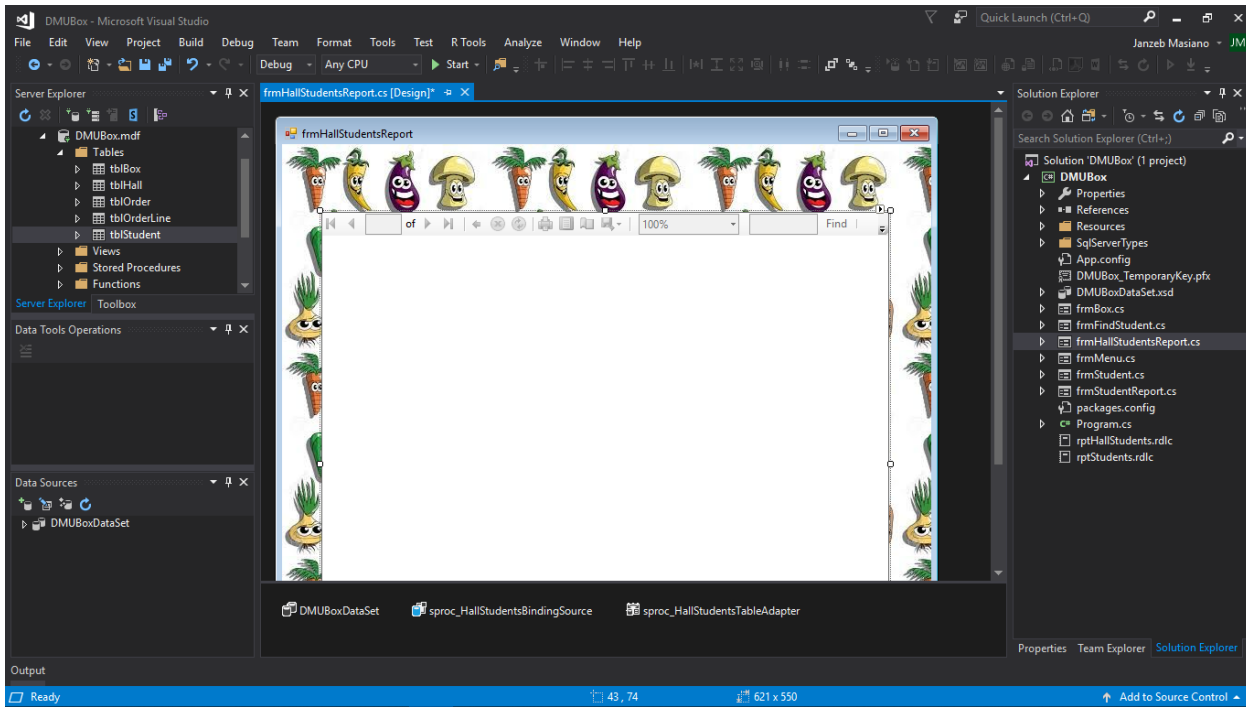 DMUBox - Microsoft Visual Studio
Quick Launch (Ctrl+Q)
File Edit View Project Build Debug Team Format Tools Test R Tools Analyze Window Help
Janzeb Masiano JM
Debug Any CPU Start
Server Explorer
DMUBox.mdf
Tables
tblBox
tblHall
tblOrder
tblOrderLine
tblStudent
Views
Stored Procedures
Functions
Server Explorer Toolbox
Data Tools Operations
Data Sources
DMUBoxDataSet
frmHallStudentsReport.cs [Design]*
frmHallStudentsReport
of 100% Find
DMUBoxDataSet sproc_HallStudentsBindingSource sproc_HallStudentsTableAdapter
Solution Explorer
Search Solution Explorer (Ctrl+;)
Solution 'DMUBox' (1 project)
C# DMUBox
Properties
References
Resources
SqlServerTypes
App.config
DMUBox_TemporaryKey.pfx
DMUBoxDataSet.xsd
frmBox.cs
frmFindStudent.cs
frmHallStudentsReport.cs
frmMenu.cs
frmStudent.cs
frmStudentReport.cs
packages.config
C# Program.cs
rptHallStudents.rdlc
rptStudents.rdlc
Properties Team Explorer Solution Explorer
Output
Ready 43 , 74 621 x 550 Add to Source Control